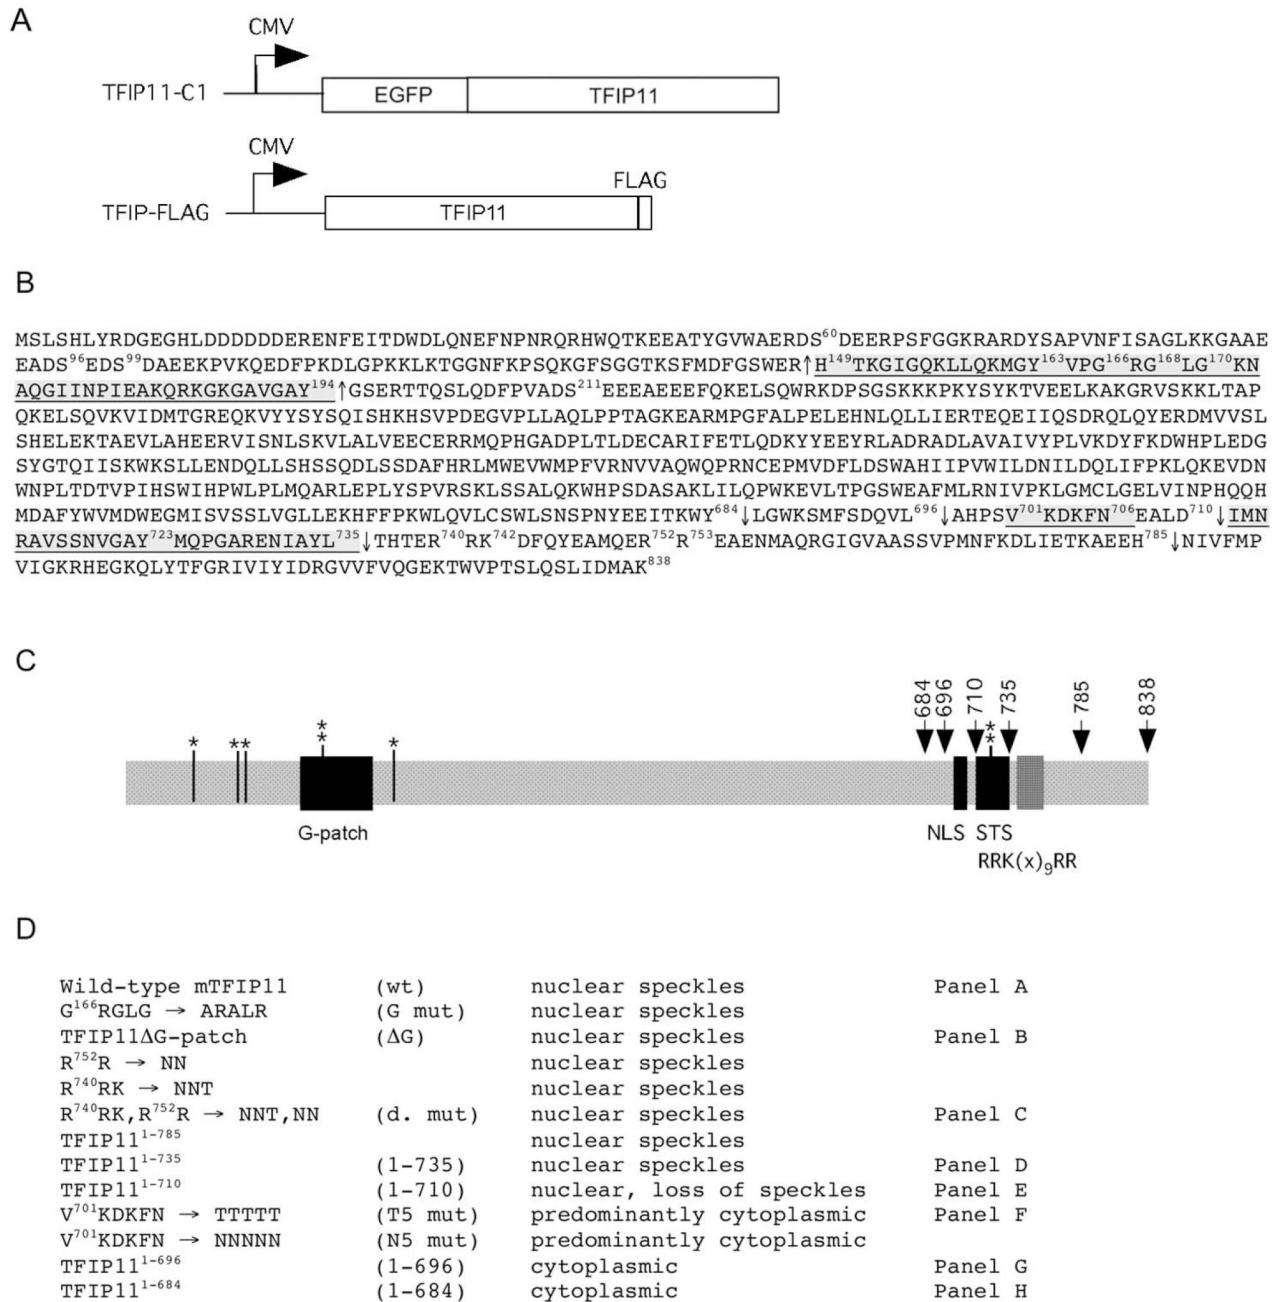 A
CMV
TFIP11-C1
EGFP
TFIP11
CMV
FLAG
TFIP-FLAG
TFIP11
B
MSLSHLYRDGEGHLDDDDDDERENFEITDWDLQNEFNPNRQRHWQTKEEATYGVWAERDS⁶⁰DEERPSFGGKRARDYSAPVNFISAGLKKGAAE
EADS⁹⁶EDS⁹⁹DAEEKPVKQEDFPKDLGPKKLKTGGNFKPSQKGFSGGTKSFMDFGSWER↑H¹⁴⁹TKGIGQKLLQKMGY¹⁶³VPG¹⁶⁶RG¹⁶⁸LG¹⁷⁰KN
AQGIINPIEAKQRKGKGAVGAY¹⁹⁴↑GSERTTQSLQDFPVADS²¹¹EEEAEEEFQKELSQWRKDPSGSKKKPKYSYKTVEELKAKGRVSKKLTAP
QKELSQVKVIDMTGREQKVYYSYSQISHKHSVPDEGVPLLAQLPPTAGKEARMPGFALPELEHNLQLLIERTEQEIIQSDRQLQYERDMVVSL
SHELEKTAEVLAHEERVISNLSKVLALVEECERRMQPHGADPLTLDECARIFETLQDKYYEEYRLADRADLAVAIVYPLVKDYFKDWHPLEDG
SYGTQIISKWKSLLENDQLLSHSSQDLSSDAFHRLMWEVWMPFVRNVVAQWQPRNCEPMVDFLDSWAHIIPVWILDNILDQLIFPKLQKEVDN
WNPLTDTVPIHSWIHPWLPLMQARLEPLYSPVRSKLSSALQKWHPSDASAKLILQPWKEVLTPGSWEAFMLRNIVPKLGMCLGELVINPHQQH
MDAFYWVMDWEGMISVSSLVGLLEKHFFPKWLQVLCSWLSNSPNYEEITKWY⁶⁸⁴↓LGWKSMFSDQVL⁶⁹⁶↓AHPSV⁷⁰¹KDKFN⁷⁰⁶EALD⁷¹⁰↓IMN
RAVSSNVGAY⁷²³MQPGARENIAYL⁷³⁵↓THTER⁷⁴⁰RK⁷⁴²DFQYEAMQER⁷⁵²R⁷⁵³EAENMAQRGIGVAASSVPMNFKDLIETKAEEH⁷⁸⁵↓NIVFMP
VIGKRHEGKQLYTFGRIVIYIDRGVVFVQGEKTWVPTSLQSLIDMAK⁸³⁸
C
684
696
710
735
785
838
* ** * * * * *
G-patch
NLS STS
RRK(x)₉RR
D
Wild-type mTFIP11 (wt) nuclear speckles Panel A
G¹⁶⁶RGLG → ARALR (G mut) nuclear speckles
TFIP11ΔG-patch (ΔG) nuclear speckles Panel B
R⁷⁵²R → NN nuclear speckles
R⁷⁴⁰RK → NNT nuclear speckles
R⁷⁴⁰RK,R⁷⁵²R → NNT,NN (d. mut) nuclear speckles Panel C
TFIP11¹⁻⁷⁸⁵ nuclear speckles
TFIP11¹⁻⁷³⁵ (1-735) nuclear speckles Panel D
TFIP11¹⁻⁷¹⁰ (1-710) nuclear, loss of speckles Panel E
V⁷⁰¹KDKFN → TTTTT (T5 mut) predominantly cytoplasmic Panel F
V⁷⁰¹KDKFN → NNNNN (N5 mut) predominantly cytoplasmic
TFIP11¹⁻⁶⁹⁶ (1-696) cytoplasmic Panel G
TFIP11¹⁻⁶⁸⁴ (1-684) cytoplasmic Panel H